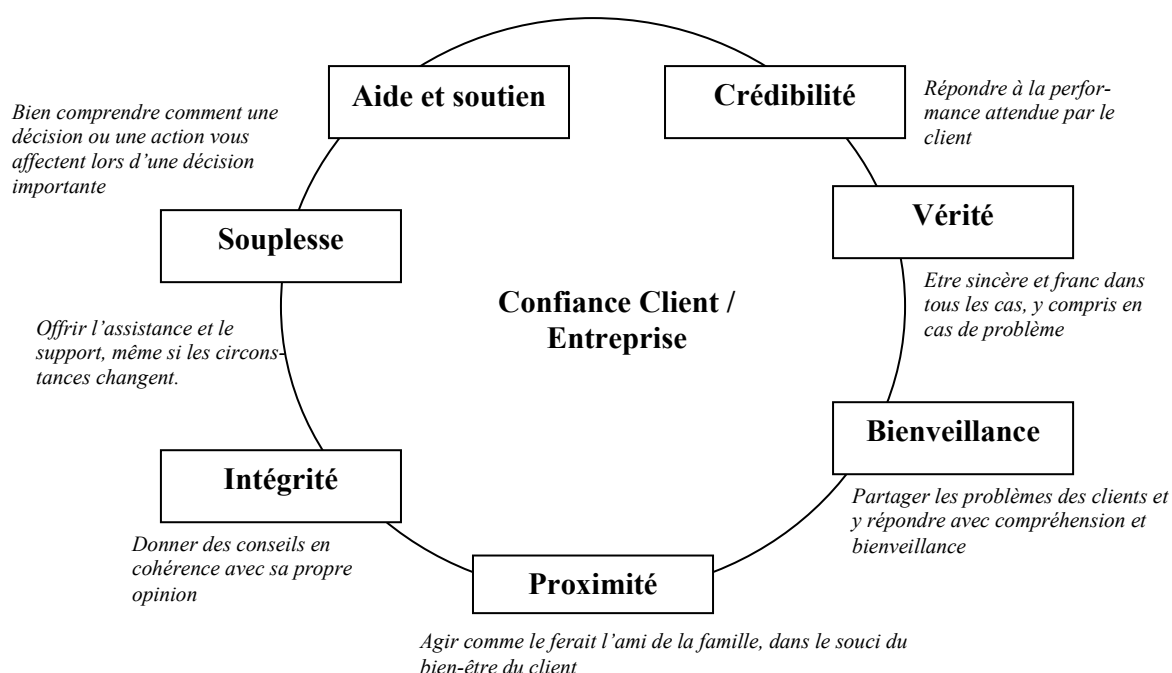 Aide et soutien
Crédibilité
Bien comprendre comment une
décision ou une action vous
affectent lors d’une décision
importante
Répondre à la perfor-
mance attendue par le
client
Souplesse
Vérité
Confiance Client /
Entreprise
Etre sincère et franc dans
tous les cas, y compris en
cas de problème
Offrir l’assistance et le
support, même si les circons-
tances changent.
Bienveillance
Intégrité
Partager les problèmes des clients et
y répondre avec compréhension et
bienveillance
Donner des conseils en
cohérence avec sa propre
opinion
Proximité
Agir comme le ferait l’ami de la famille, dans le souci du
bien-être du client